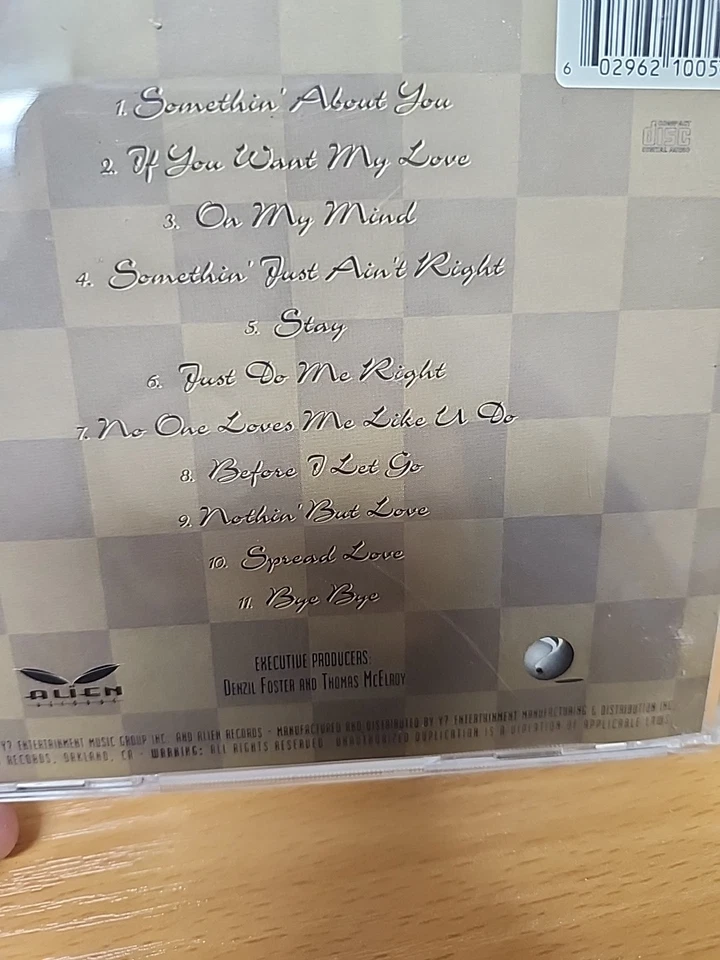 6 02962 1005
COMPACT
disc
DIGITAL AUDIO
1. Somethin' About You
2. If You Want My Love
3. On My Mind
4. Somethin' Just Ain't Right
5. Stay
6. Just Do Me Right
7. No One Loves Me Like U Do
8. Before I Let Go
9. Nothin' But Love
10. Spread Love
11. Bye Bye
EXECUTIVE PRODUCERS:
DENZIL FOSTER AND THOMAS MCELROY
ALIEN
RECORDS
Y? ENTERTAINMENT MUSIC GROUP INC. AND ALIEN RECORDS - MANUFACTURED AND DISTRIBUTED BY Y? ENTERTAINMENT MANUFACTURING & DISTRIBUTION INC.
RECORDS, OAKLAND, CA - WARNING: ALL RIGHTS RESERVED. UNAUTHORIZED DUPLICATION IS A VIOLATION OF APPLICABLE LAWS.